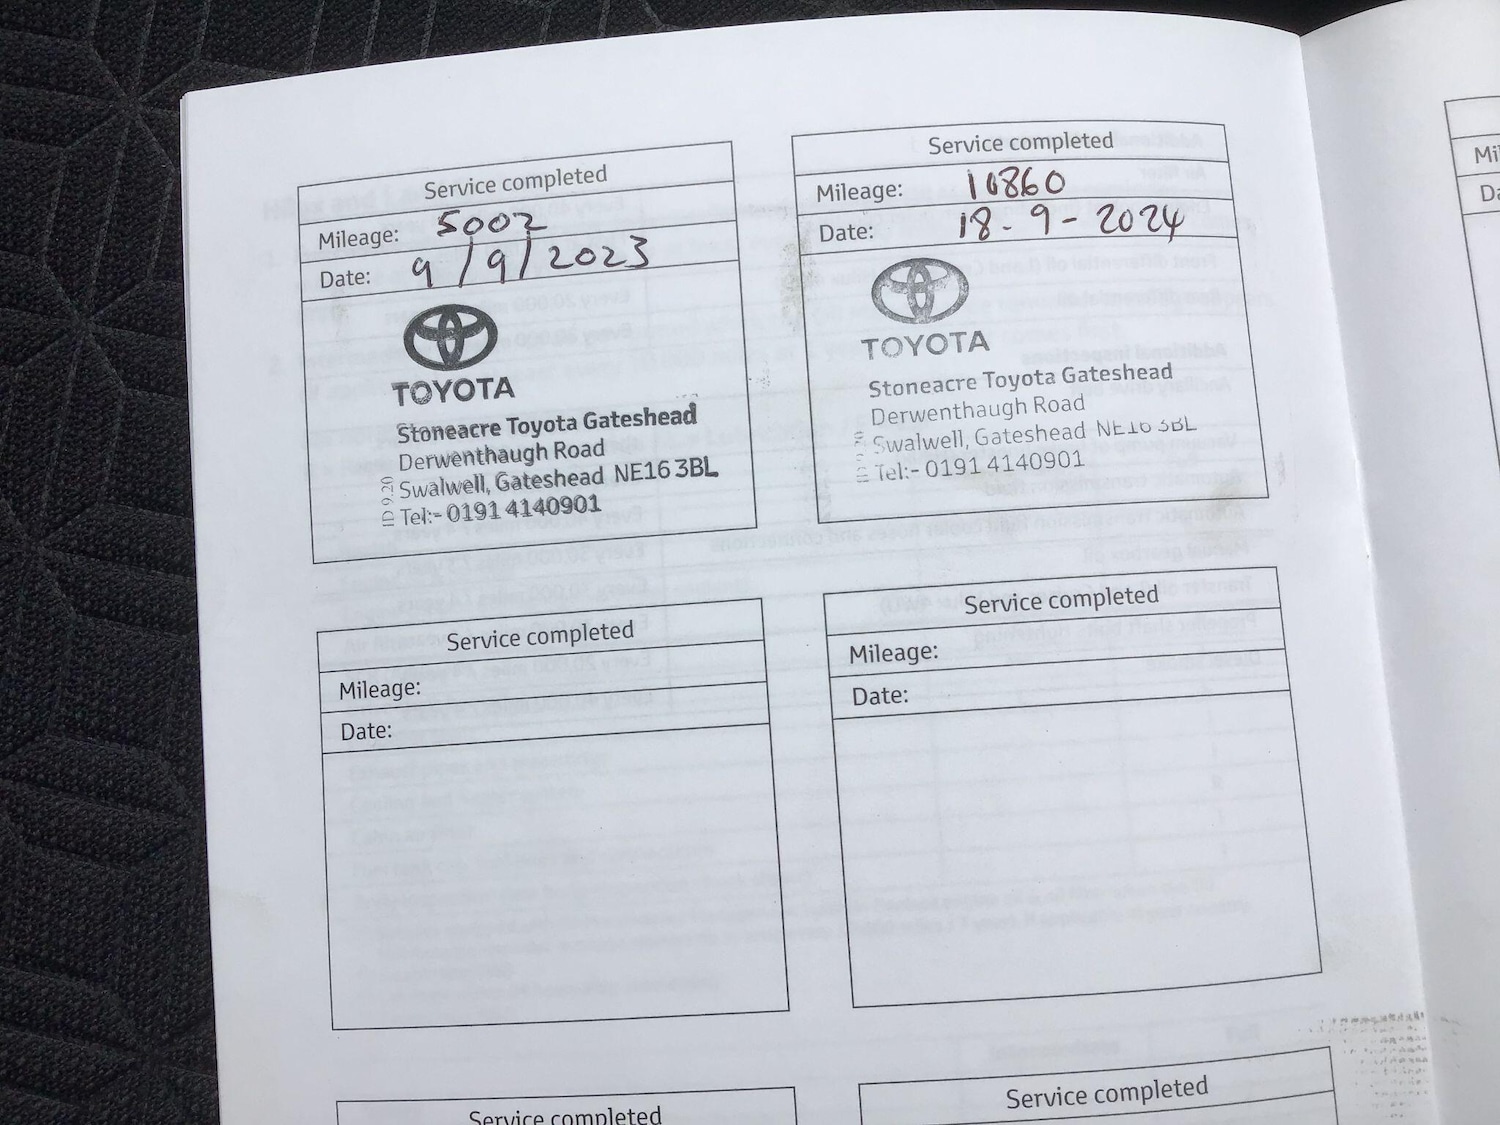 Service completed
Mileage: 5002
Date: 9/9/2023
TOYOTA
Stoneacre Toyota Gateshead
Derwenthaugh Road
Swalwell, Gateshead NE16 3BL
Tel:- 0191 4140901
Service completed
Mileage: 10860
Date: 18-9-2024
TOYOTA
Stoneacre Toyota Gateshead
Derwenthaugh Road
Swalwell, Gateshead NE16 3BL
Tel:- 0191 4140901
Service completed
Mileage:
Date:
Service completed
Mileage:
Date:
Service completed
Service completed
Mi
Da